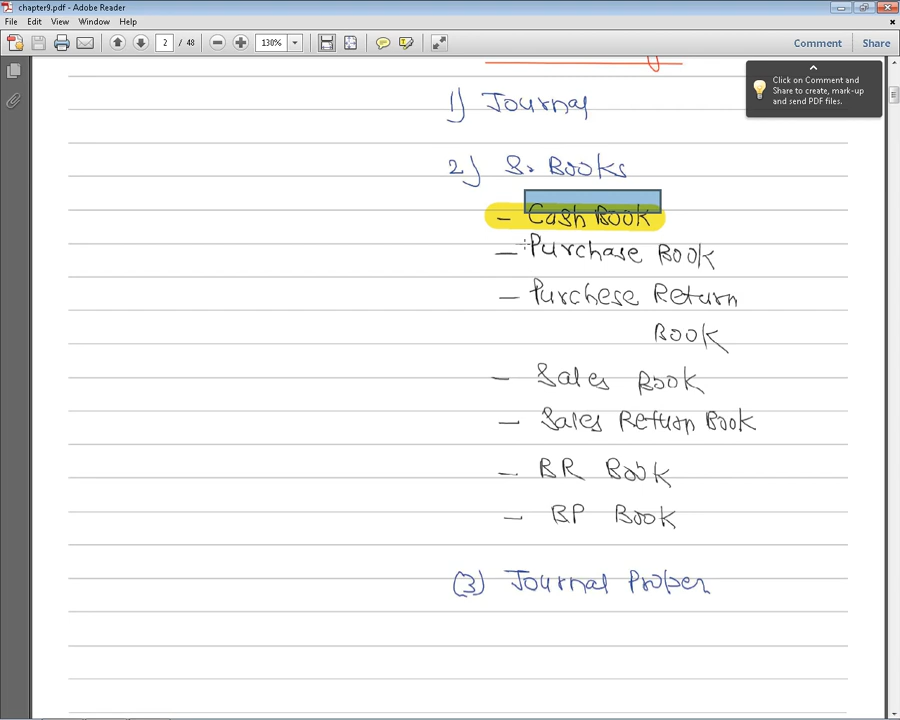 chapter9.pdf - Adobe Reader
File Edit View Window Help
2 / 48 130% Comment Share
Click on Comment and
Share to create, mark-up
and send PDF files.
1) Journal
2) S. Books
- Cash Book
- Purchase Book
- Purchese Return
Book
- Sales Book
- Sales Return Book
- BR Book
- BP Book
(3) Journal Proper